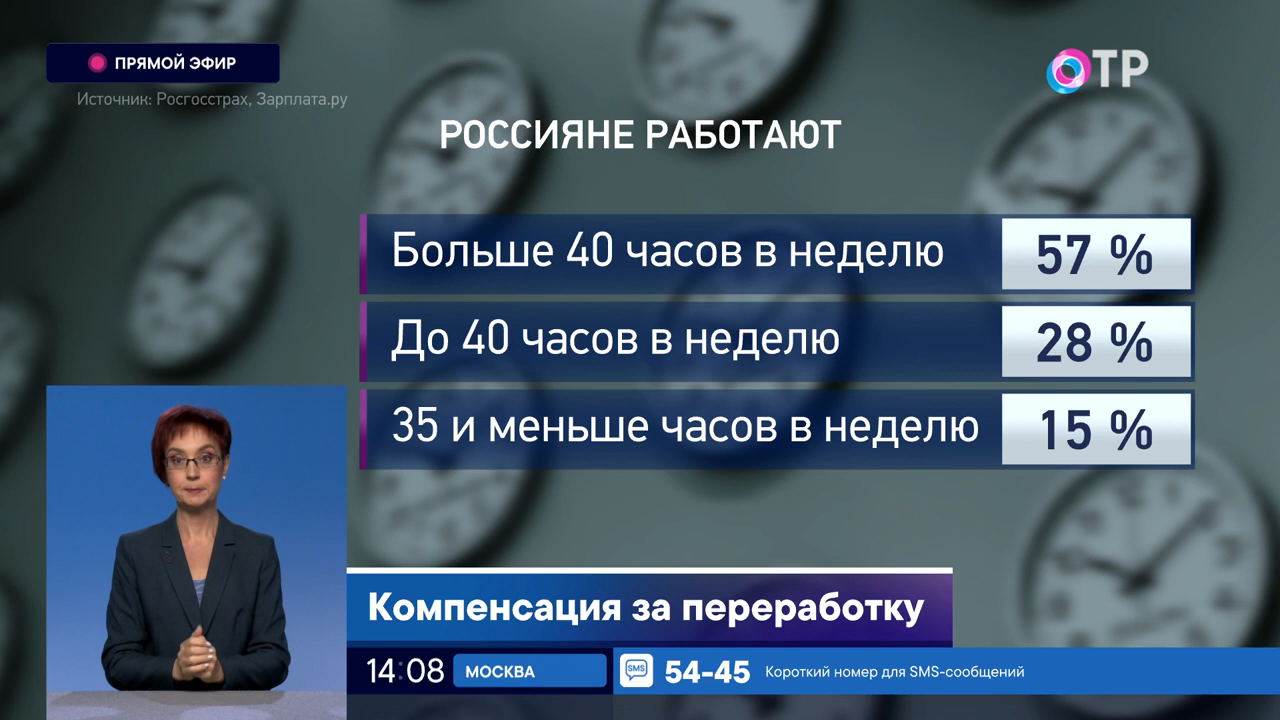 ПРЯМОЙ ЭФИР
ОТР
Источник: Росгосстрах, Зарплата.ру
РОССИЯНЕ РАБОТАЮТ
Больше 40 часов в неделю 57 %
До 40 часов в неделю 28 %
35 и меньше часов в неделю 15 %
Компенсация за переработку
14:08 МОСКВА SMS 54-45 Короткий номер для SMS-сообщений